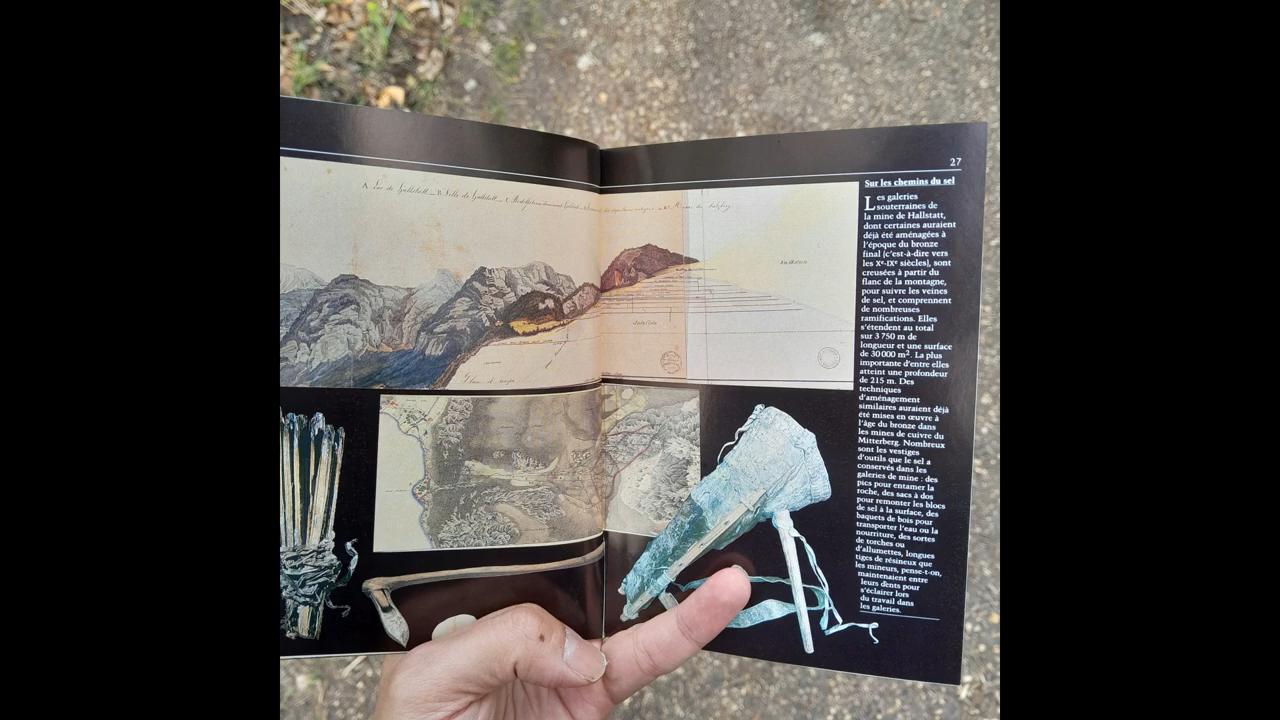 27
A. Lac de Hallstatt _ B. Ville de Hallstatt _ C.
Sur les chemins du sel
Les galeries
souterraines de
la mine de Hallstatt,
dont certaines auraient
déjà été aménagées à
l'époque du bronze
final (c'est-à-dire vers
les Xe-IXe siècles), sont
creusées à partir du
flanc de la montagne,
pour suivre les veines
de sel, et comprennent
de nombreuses
ramifications. Elles
s'étendent au total
sur 3 750 m de
longueur et une surface
de 30 000 m². La plus
importante d'entre elles
atteint une profondeur
de 215 m. Des
techniques
d'aménagement
similaires auraient déjà
été mises en œuvre à
l'âge du bronze dans
les mines de cuivre du
Mitterberg. Nombreux
sont les vestiges
d'outils que le sel a
conservés dans les
galeries de mine : des
pics pour entamer la
roche, des sacs à dos
pour remonter les blocs
de sel à la surface, des
baquets de bois pour
transporter l'eau ou la
nourriture, des sortes
de torches ou
d'allumettes, longues
tiges de résineux que
les mineurs, pense-t-on,
maintenaient entre
leurs dents pour
s'éclairer lors
du travail dans
les galeries.